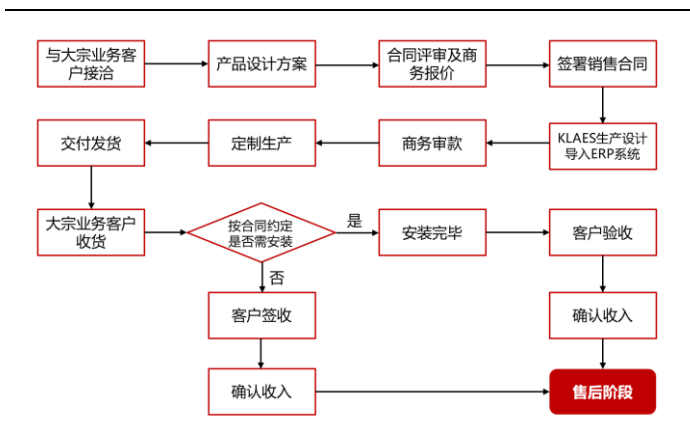 与大宗业务客
户接洽
产品设计方案
合同评审及商
务报价
签署销售合同
交付发货
定制生产
商务审款
KLAES生产设计
导入ERP系统
大宗业务客户
收货
按合同约定
是否需安装
是
安装完毕
客户验收
否
客户签收
确认收入
确认收入
售后阶段